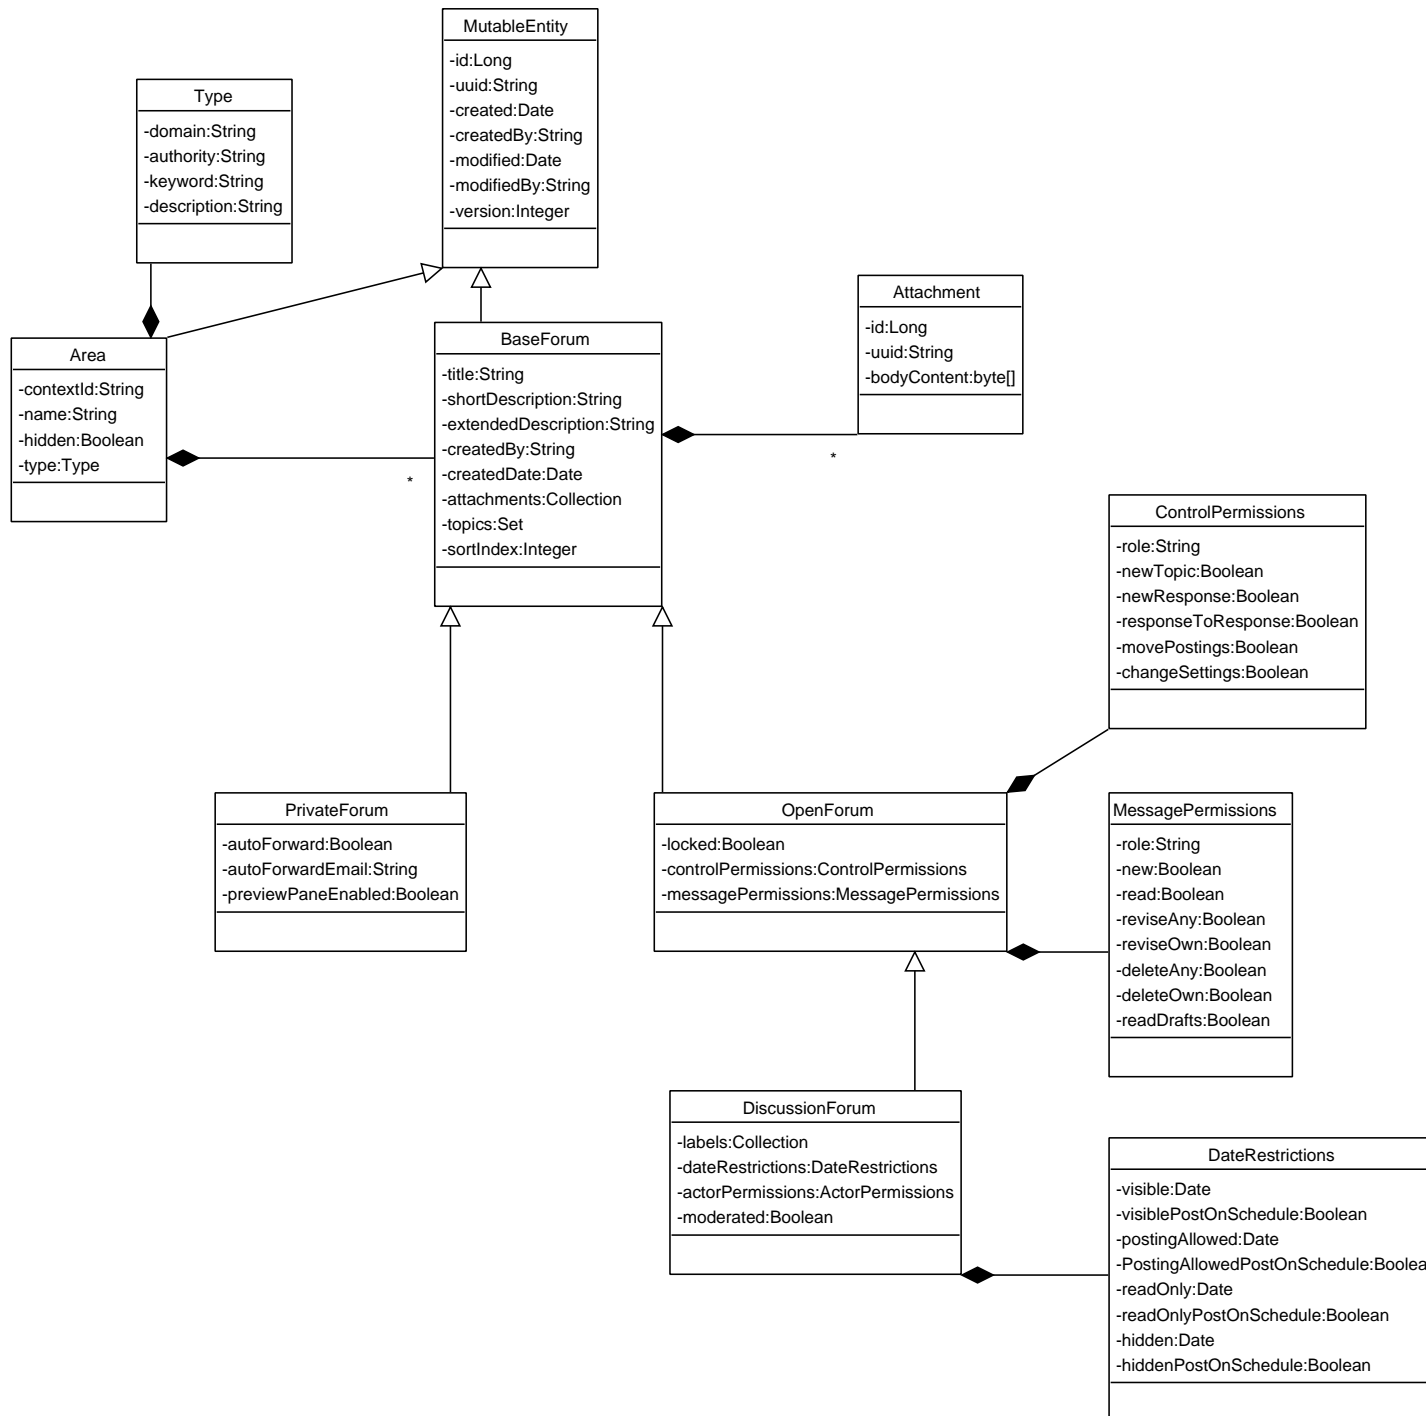 MutableEntity
-id:Long
-uuid:String
-created:Date
-createdBy:String
-modified:Date
-modifiedBy:String
-version:Integer
Type
-domain:String
-authority:String
-keyword:String
-description:String
Attachment
-id:Long
-uuid:String
-bodyContent:byte[]
BaseForum
-title:String
-shortDescription:String
-extendedDescription:String
-createdBy:String
-createdDate:Date
-attachments:Collection
-topics:Set
-sortIndex:Integer
Area
-contextId:String
-name:String
-hidden:Boolean
-type:Type
*
*
ControlPermissions
-role:String
-newTopic:Boolean
-newResponse:Boolean
-responseToResponse:Boolean
-movePostings:Boolean
-changeSettings:Boolean
PrivateForum
-autoForward:Boolean
-autoForwardEmail:String
-previewPaneEnabled:Boolean
OpenForum
-locked:Boolean
-controlPermissions:ControlPermissions
-messagePermissions:MessagePermissions
MessagePermissions
-role:String
-new:Boolean
-read:Boolean
-reviseAny:Boolean
-reviseOwn:Boolean
-deleteAny:Boolean
-deleteOwn:Boolean
-readDrafts:Boolean
DiscussionForum
-labels:Collection
-dateRestrictions:DateRestrictions
-actorPermissions:ActorPermissions
-moderated:Boolean
DateRestrictions
-visible:Date
-visiblePostOnSchedule:Boolean
-postingAllowed:Date
-PostingAllowedPostOnSchedule:Boolea
-readOnly:Date
-readOnlyPostOnSchedule:Boolean
-hidden:Date
-hiddenPostOnSchedule:Boolean